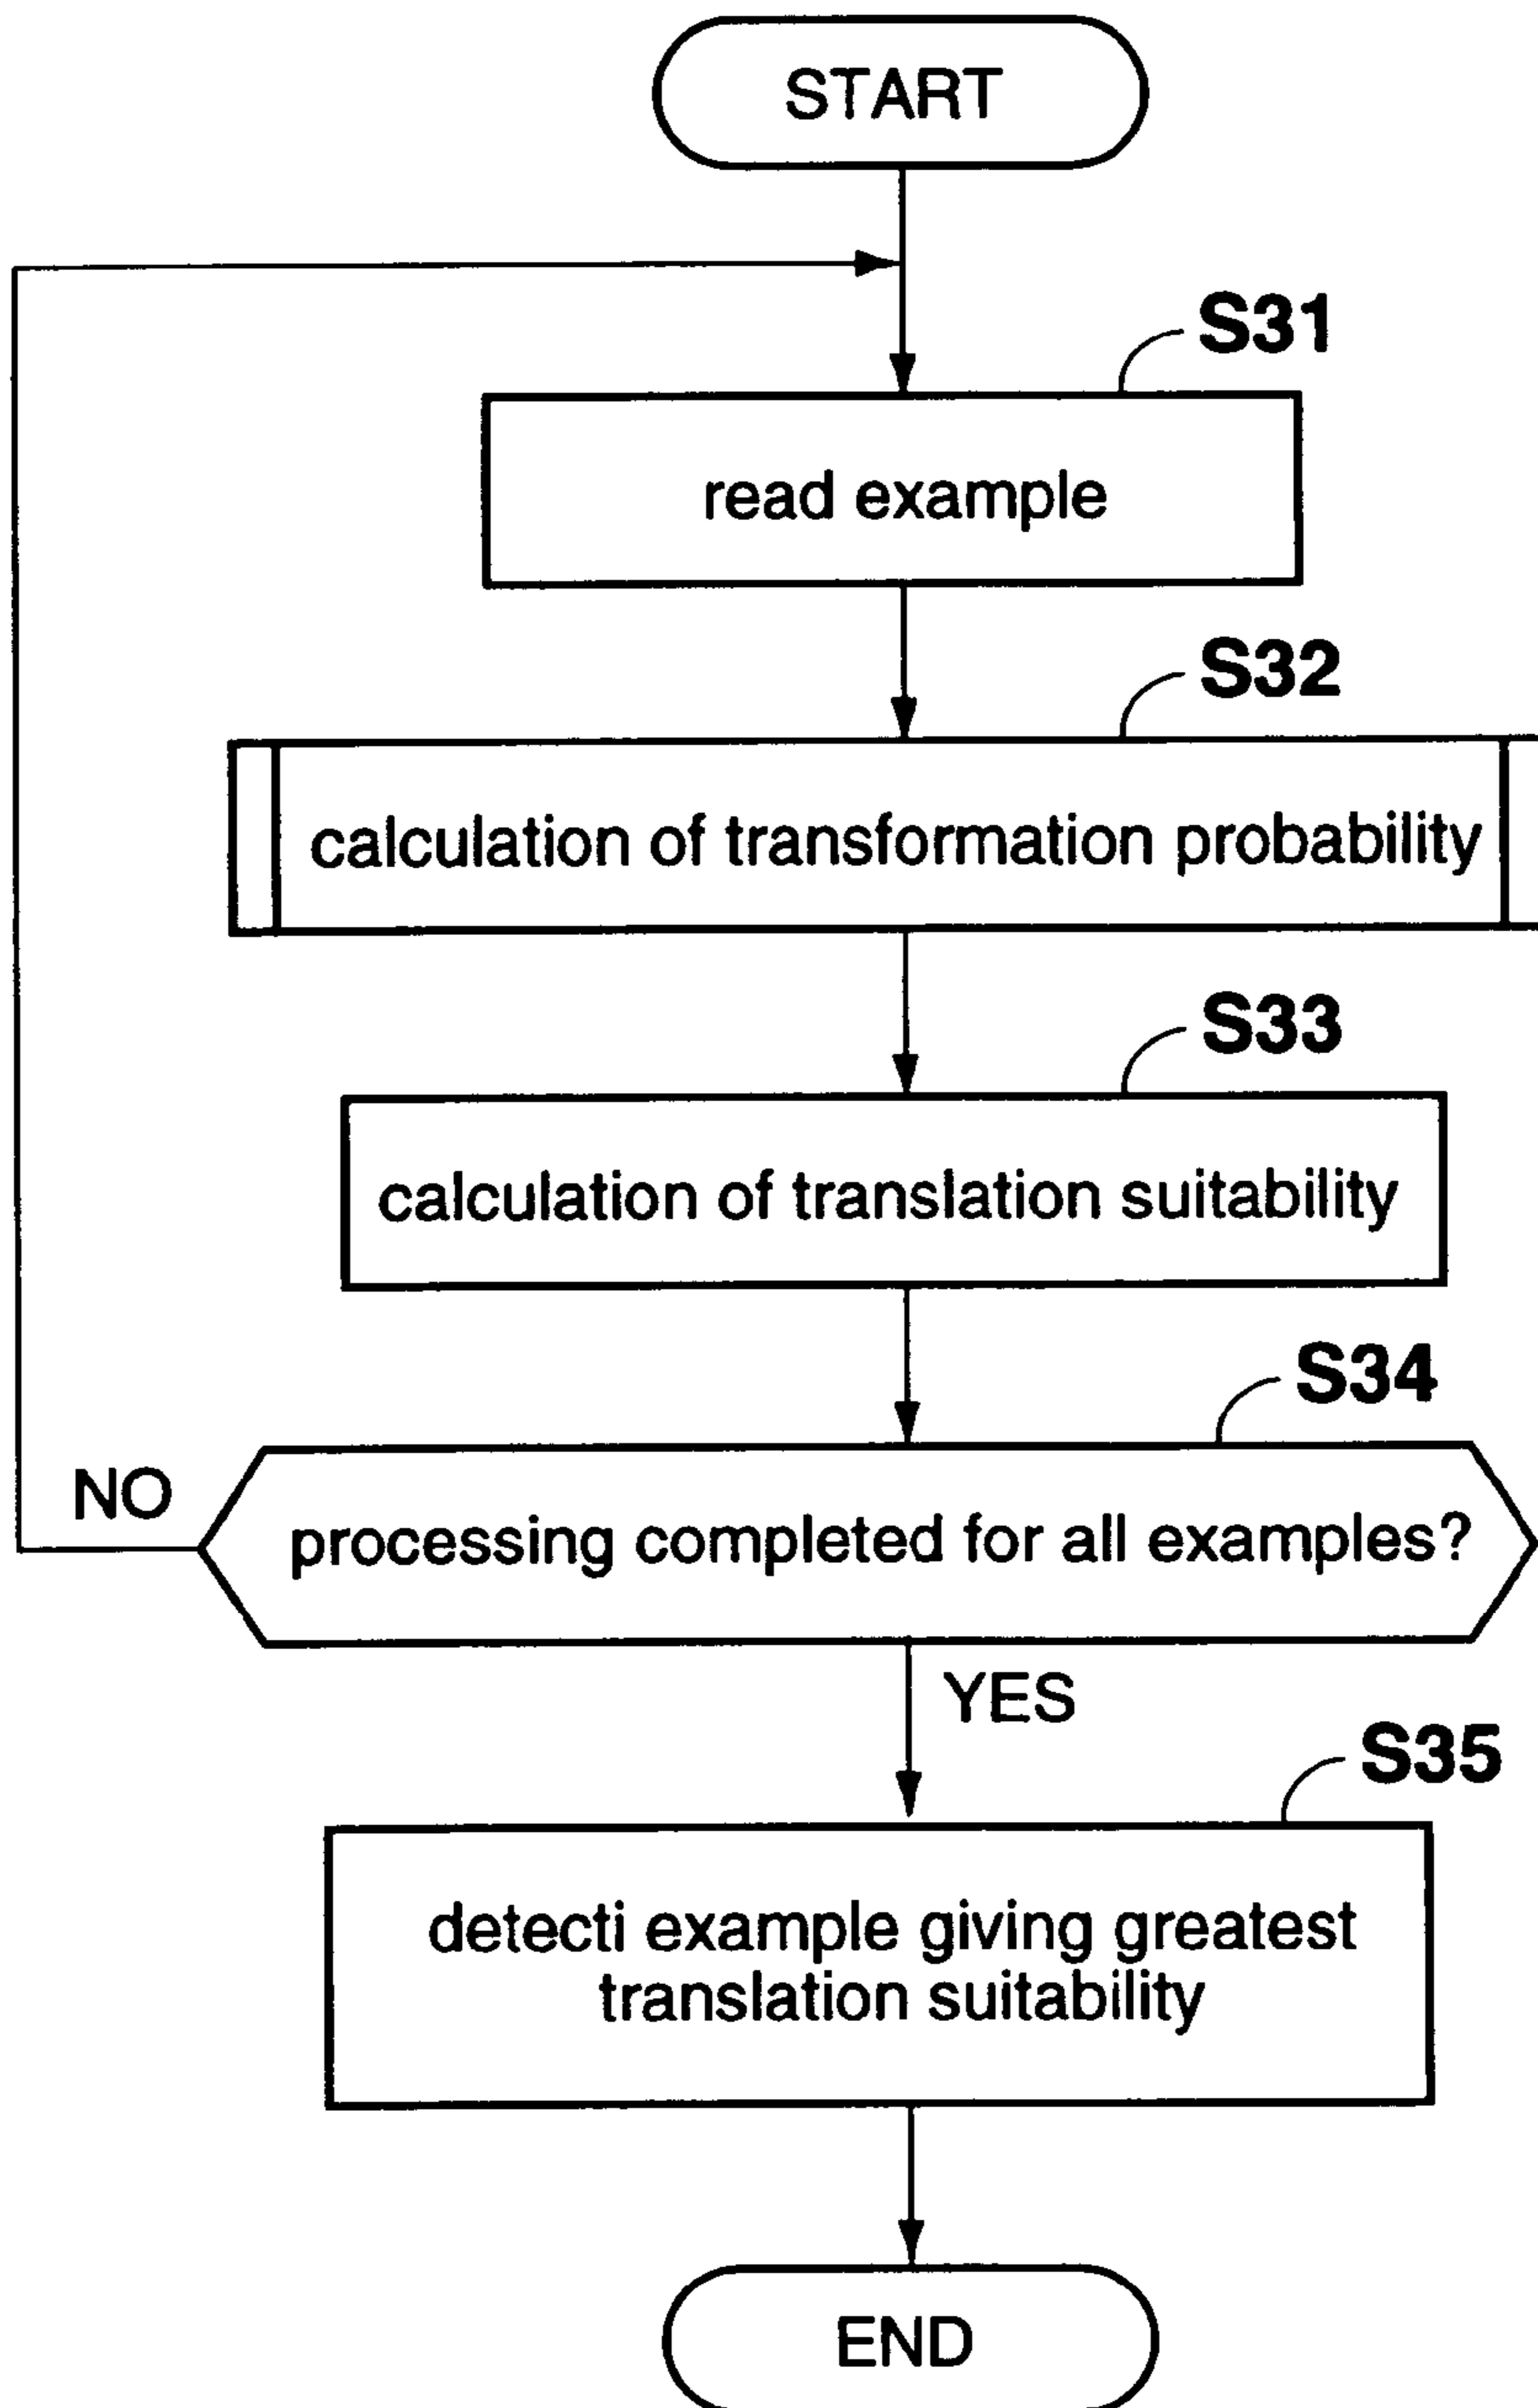 START
S31
read example
S32
calculation of transformation probability
S33
calculation of translation suitability
S34
NO
processing completed for all examples?
YES
S35
detecti example giving greatest
translation suitability
END